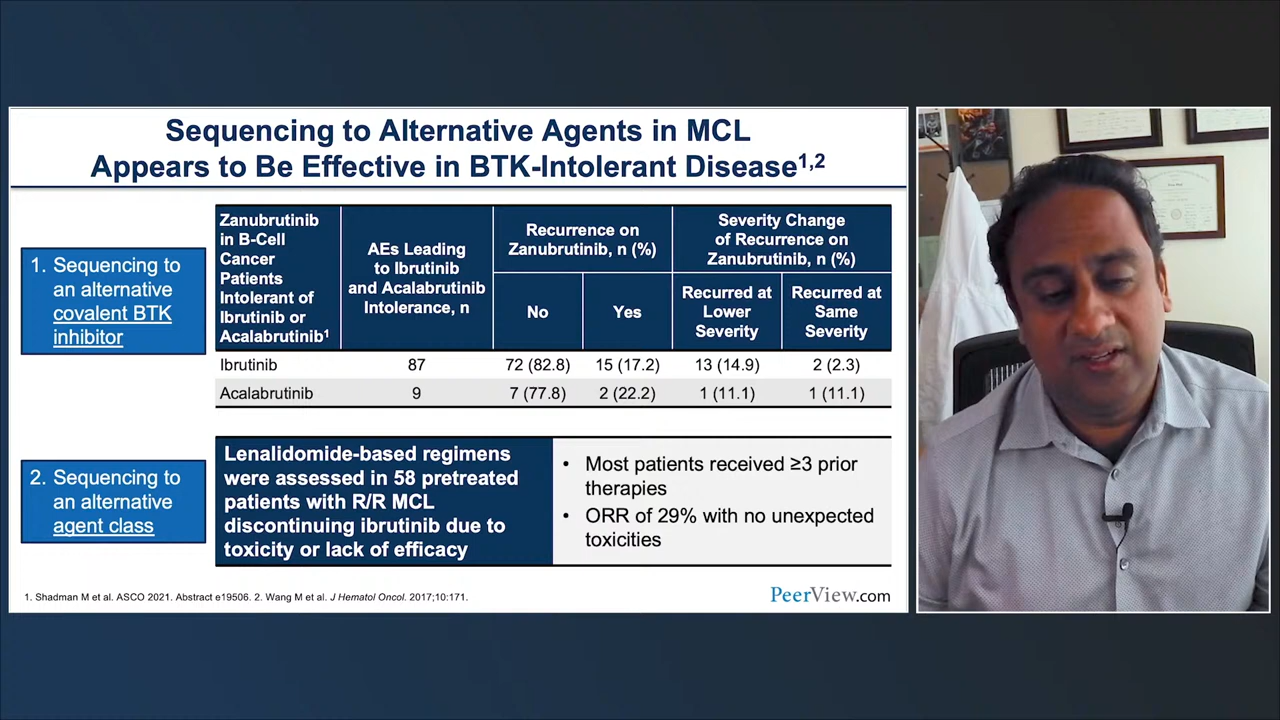 Sequencing to Alternative Agents in MCL
Appears to Be Effective in BTK-Intolerant Disease1,2
1. Sequencing to
an alternative
covalent BTK
inhibitor
Zanubrutinib
in B-Cell
Cancer
Patients
Intolerant of
Ibrutinib or
Acalabrutinib1
AEs Leading
to Ibrutinib
and Acalabrutinib
Intolerance, n
Recurrence on
Zanubrutinib, n (%)
Severity Change
of Recurrence on
Zanubrutinib, n (%)
No
Yes
Recurred at
Lower
Severity
Recurred at
Same
Severity
Ibrutinib 87 72 (82.8) 15 (17.2) 13 (14.9) 2 (2.3)
Acalabrutinib 9 7 (77.8) 2 (22.2) 1 (11.1) 1 (11.1)
2. Sequencing to
an alternative
agent class
Lenalidomide-based regimens
were assessed in 58 pretreated
patients with R/R MCL
discontinuing ibrutinib due to
toxicity or lack of efficacy
• Most patients received ≥3 prior
therapies
• ORR of 29% with no unexpected
toxicities
1. Shadman M et al. ASCO 2021. Abstract e19506. 2. Wang M et al. J Hematol Oncol. 2017;10:171.
PeerView.com